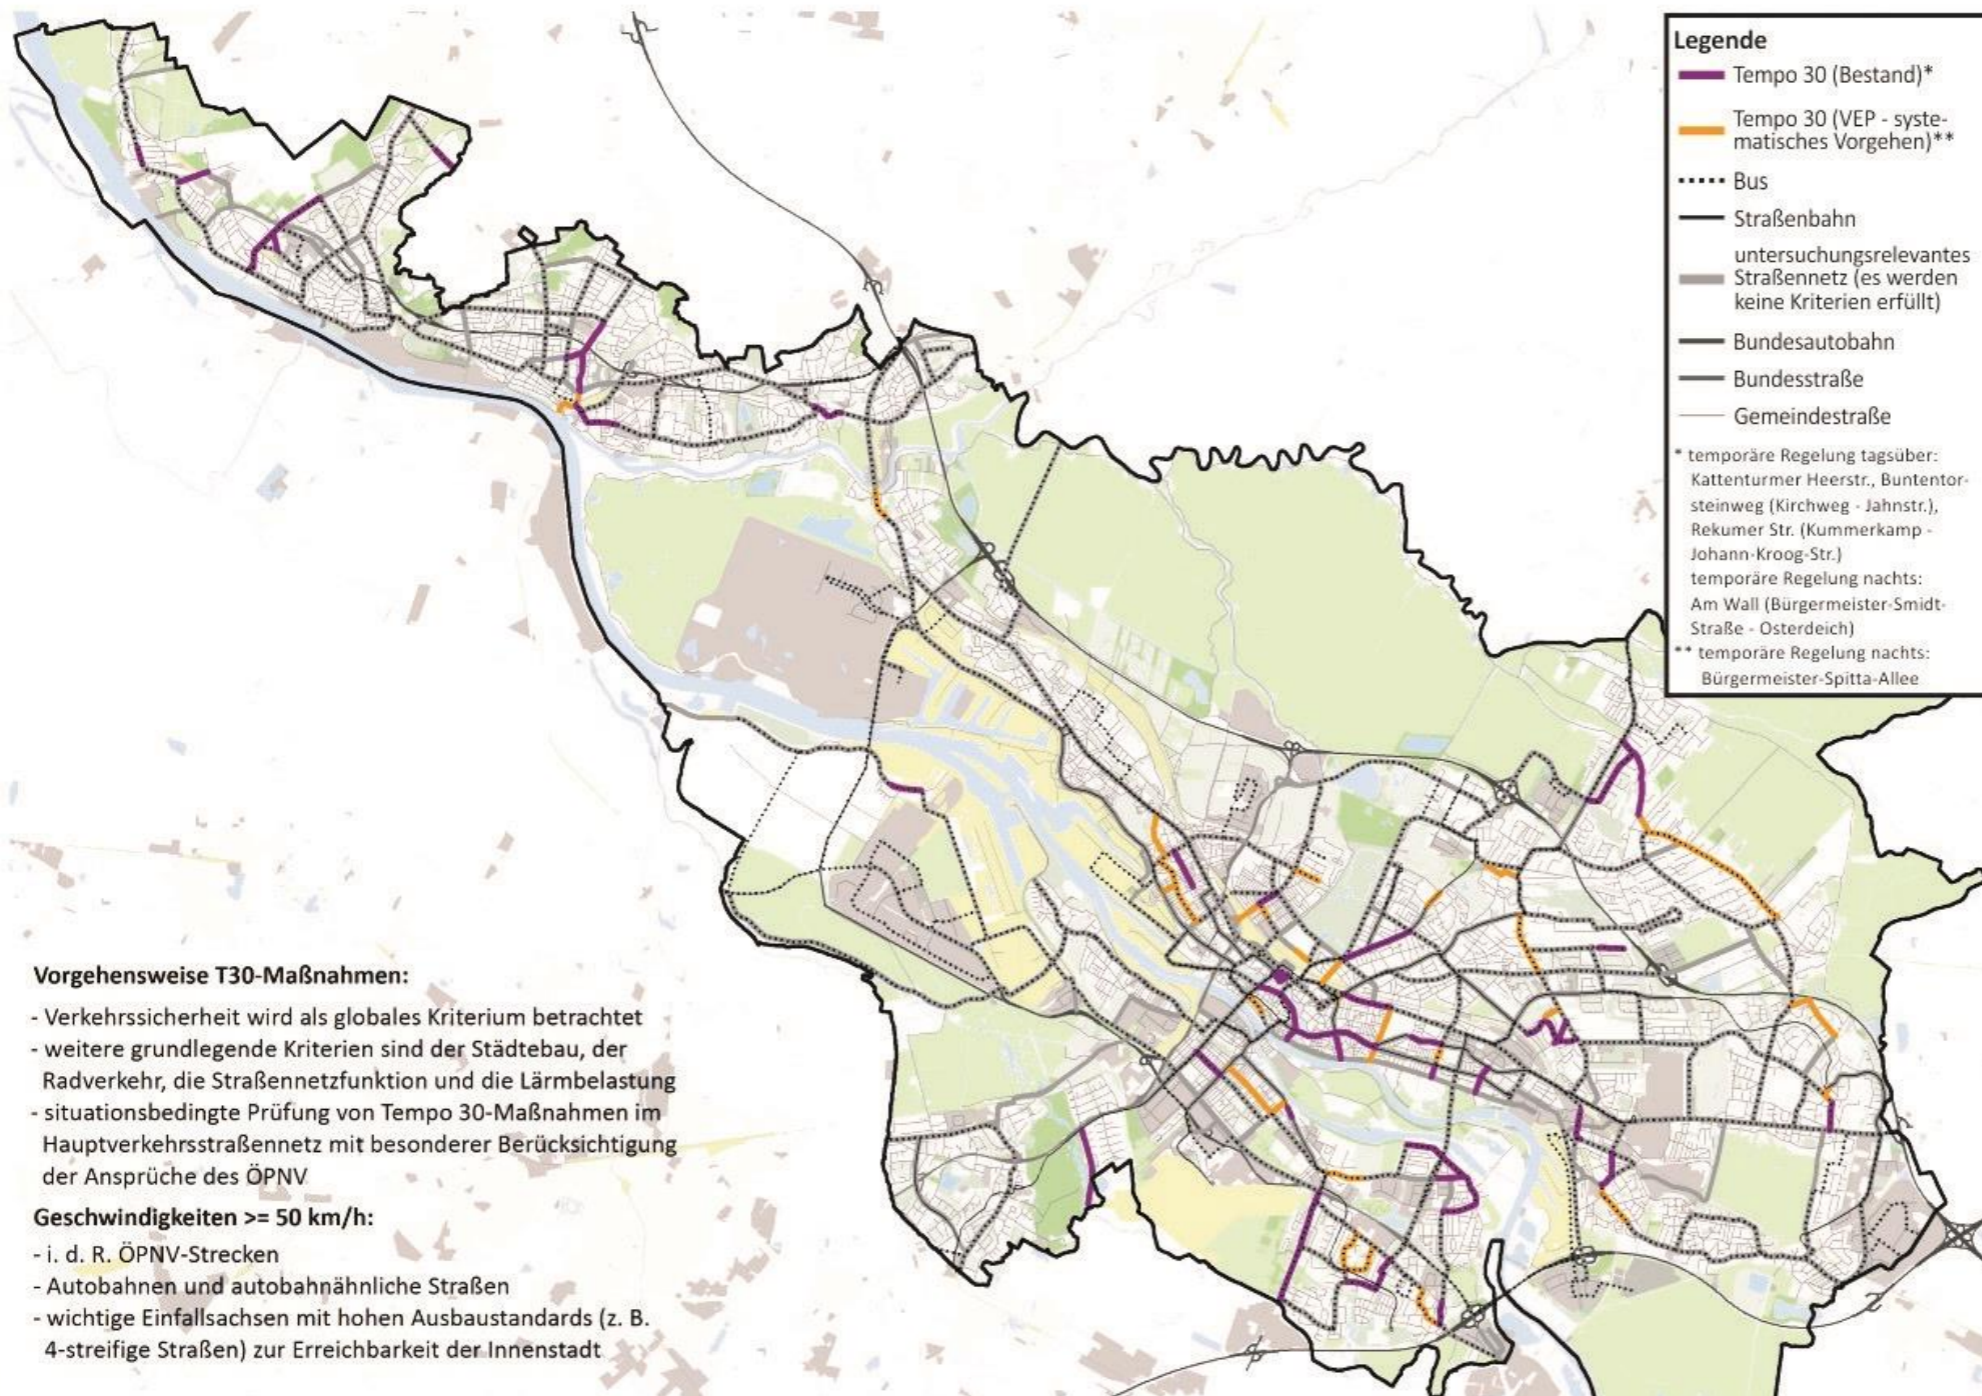 Legende
Tempo 30 (Bestand)*
Tempo 30 (VEP - syste-
matisches Vorgehen)**
Bus
Straßenbahn
untersuchungsrelevantes
Straßennetz (es werden
keine Kriterien erfüllt)
Bundesautobahn
Bundesstraße
Gemeindestraße
* temporäre Regelung tagsüber:
Kattenturmer Heerstr., Buntentor-
steinweg (Kirchweg - Jahnstr.),
Rekumer Str. (Kummerkamp -
Johann-Kroog-Str.)
temporäre Regelung nachts:
Am Wall (Bürgermeister-Smidt-
Straße - Osterdeich)
** temporäre Regelung nachts:
Bürgermeister-Spitta-Allee
Vorgehensweise T30-Maßnahmen:
- Verkehrssicherheit wird als globales Kriterium betrachtet
- weitere grundlegende Kriterien sind der Städtebau, der
Radverkehr, die Straßennetzfunktion und die Lärmbelastung
- situationsbedingte Prüfung von Tempo 30-Maßnahmen im
Hauptverkehrsstraßennetz mit besonderer Berücksichtigung
der Ansprüche des ÖPNV
Geschwindigkeiten >= 50 km/h:
- i. d. R. ÖPNV-Strecken
- Autobahnen und autobahnähnliche Straßen
- wichtige Einfallsachsen mit hohen Ausbaustandards (z. B.
4-streifige Straßen) zur Erreichbarkeit der Innenstadt